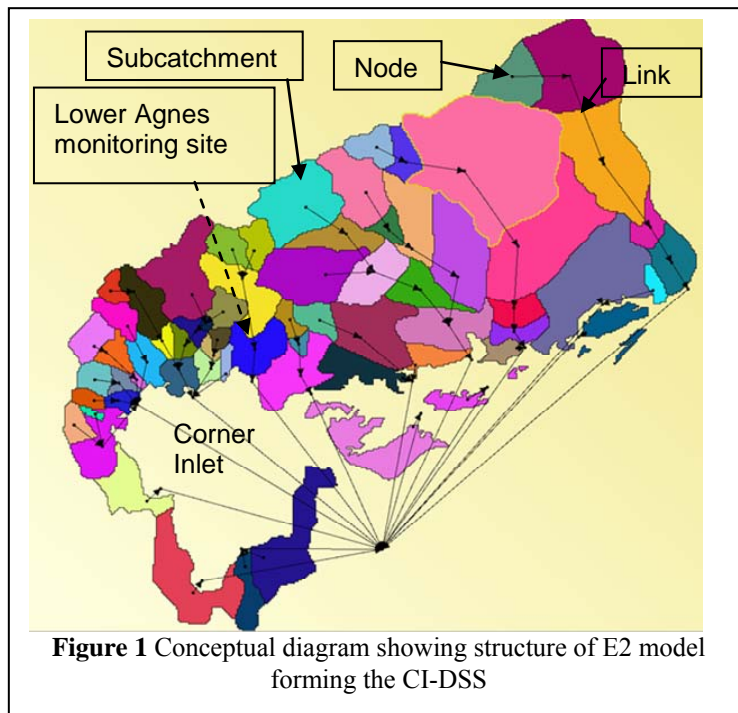 Subcatchment
Node
Link
Lower Agnes
monitoring site
Corner
Inlet
Figure 1 Conceptual diagram showing structure of E2 model
forming the CI-DSS